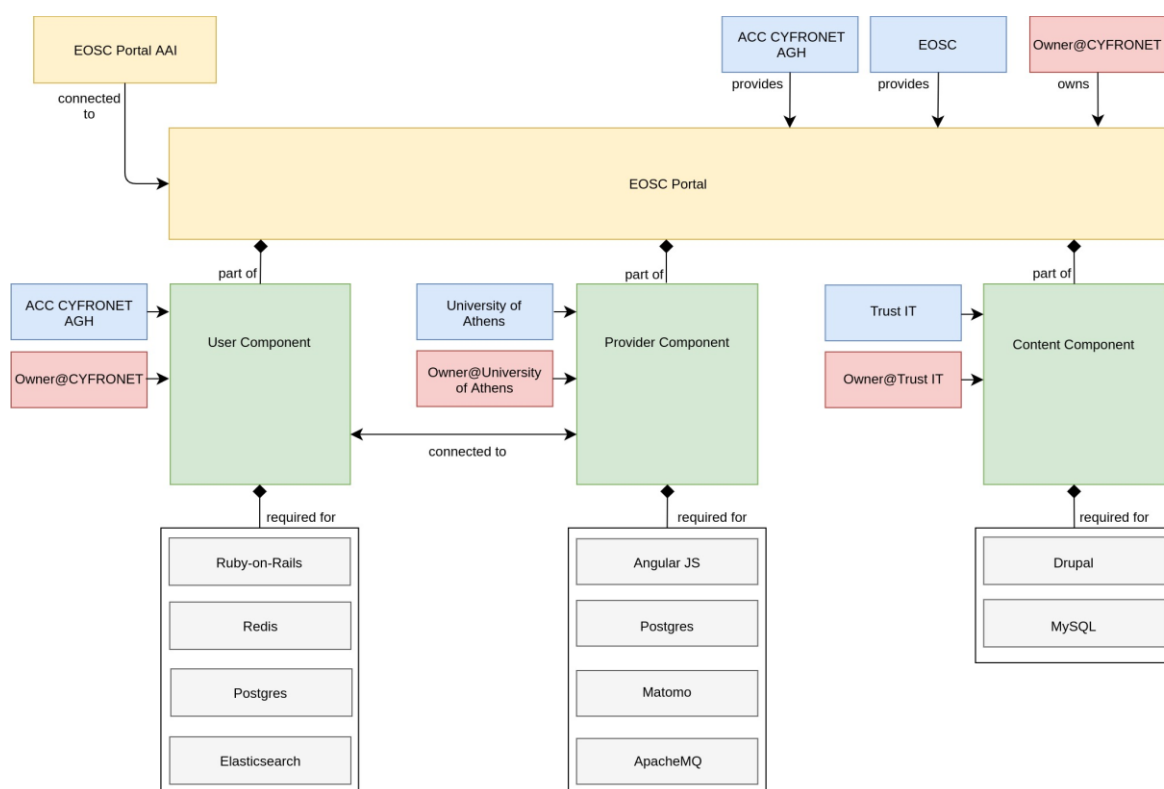 EOSC Portal AAI
ACC CYFRONET
AGH
EOSC
Owner@CYFRONET
connected
to
provides
provides
owns
EOSC Portal
part of
part of
part of
ACC CYFRONET
AGH
Owner@CYFRONET
User Component
University of
Athens
Owner@University
of Athens
Provider Component
Trust IT
Owner@Trust IT
Content Component
connected to
required for
required for
required for
Ruby-on-Rails
Redis
Postgres
Elasticsearch
Angular JS
Postgres
Matomo
ApacheMQ
Drupal
MySQL